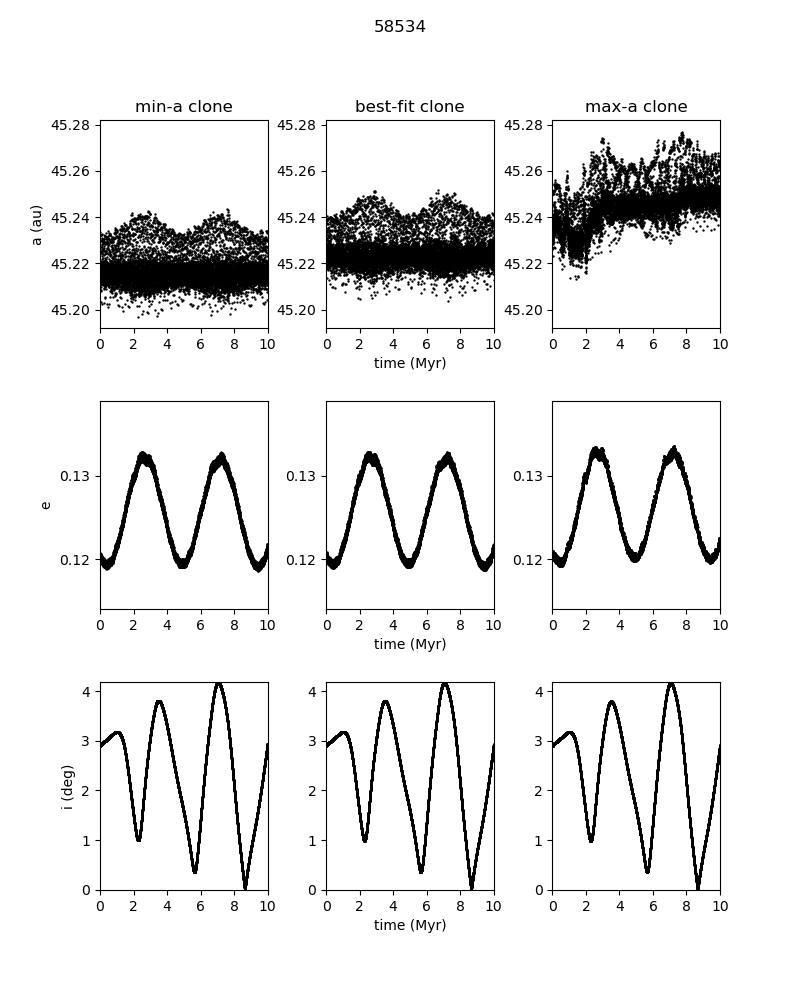 58534
min-a clone best-fit clone max-a clone
45.28 45.28 45.28
45.26 45.26 45.26
45.24 45.24 45.24
a (au)
45.22 45.22 45.22
45.20 45.20 45.20
0 2 4 6 8 10 0 2 4 6 8 10 0 2 4 6 8 10
time (Myr)
0.13 0.13 0.13
e
0.12 0.12 0.12
0 2 4 6 8 10 0 2 4 6 8 10 0 2 4 6 8 10
time (Myr)
4 4 4
3 3 3
i (deg)
2 2 2
1 1 1
0 0 0
0 2 4 6 8 10 0 2 4 6 8 10 0 2 4 6 8 10
time (Myr)